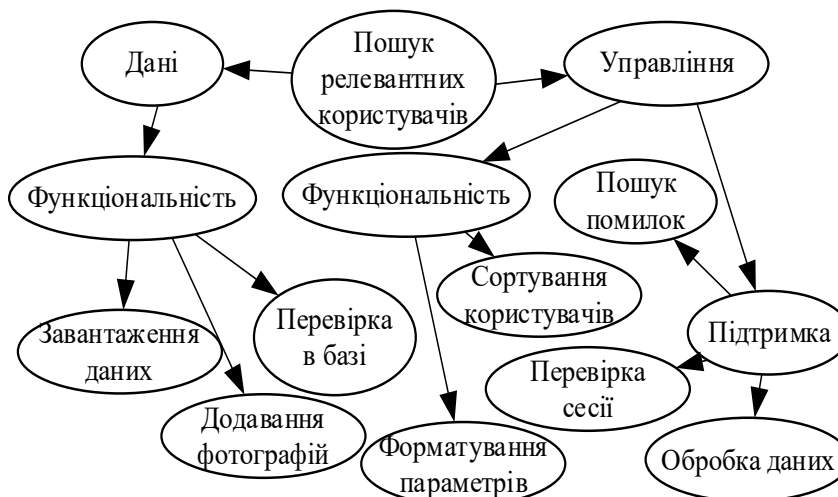 Дані
Пошук
релевантних
користувачів
Управління
Функціональність
Функціональність
Пошук
помилок
Завантаження
даних
Перевірка
в базі
Сортування
користувачів
Підтримка
Додавання
фотографій
Форматування
параметрів
Перевірка
сесії
Обробка даних